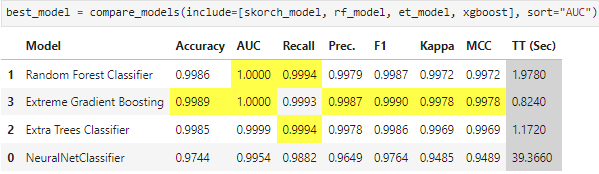 best_model = compare_models(include=[skorch_model, rf_model, et_model, xgboost], sort="AUC")
Model Accuracy AUC Recall Prec. F1 Kappa MCC TT (Sec)
1 Random Forest Classifier 0.9986 1.0000 0.9994 0.9979 0.9987 0.9972 0.9972 1.9780
3 Extreme Gradient Boosting 0.9989 1.0000 0.9993 0.9987 0.9990 0.9978 0.9978 0.8240
2 Extra Trees Classifier 0.9985 0.9999 0.9994 0.9978 0.9986 0.9969 0.9969 1.1720
0 NeuralNetClassifier 0.9744 0.9954 0.9882 0.9649 0.9764 0.9485 0.9489 39.3660